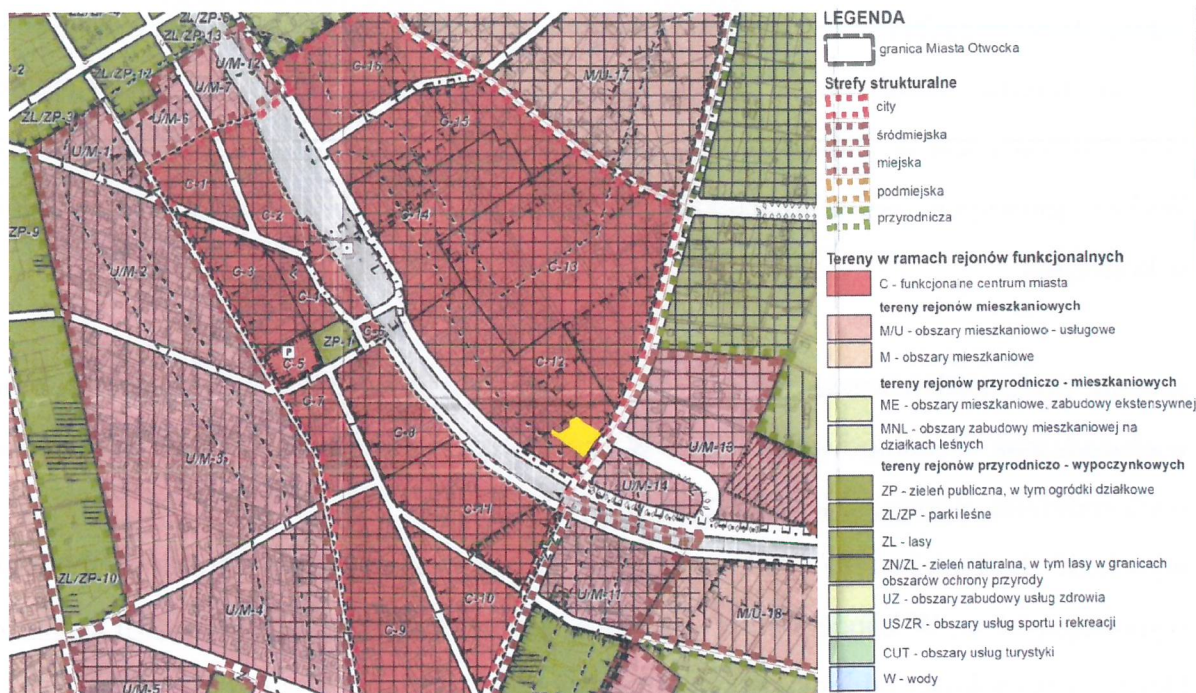 ZL/ZP-6
ZL/ZP-13
U/M-12
C-16
P-2
ZL/ZP-12
U/M-7
M/U-17
ZL/ZP-3
U/M-6
C-15
U/M-1
C-1
C-2
C-14
ZP-9
U/M-2
C-3
C-13
C-4
C-6
ZP-1
P
C-5
C-12
C-7
C-8
U/M-13
U/M-3
U/M-14
C-11
ZL/ZP-10
U/M-11
C-10
M/U-18
U/M-4
C-9
U/M-5
LEGENDA
granica Miasta Otwocka
Strefy strukturalne
city
śródmiejska
miejska
podmiejska
przyrodnicza
Tereny w ramach rejonów funkcjonalnych
C - funkcjonalne centrum miasta
tereny rejonów mieszkaniowych
M/U - obszary mieszkaniowo - usługowe
M - obszary mieszkaniowe
tereny rejonów przyrodniczo - mieszkaniowych
ME - obszary mieszkaniowe, zabudowy ekstensywnej
MNL - obszary zabudowy mieszkaniowej na
działkach leśnych
tereny rejonów przyrodniczo - wypoczynkowych
ZP - zieleń publiczna, w tym ogródki działkowe
ZL/ZP - parki leśne
ZL - lasy
ZN/ZL - zieleń naturalna, w tym lasy w granicach
obszarów ochrony przyrody
UZ - obszary zabudowy usług zdrowia
US/ZR - obszary usług sportu i rekreacji
CUT - obszary usług turystyki
W - wody